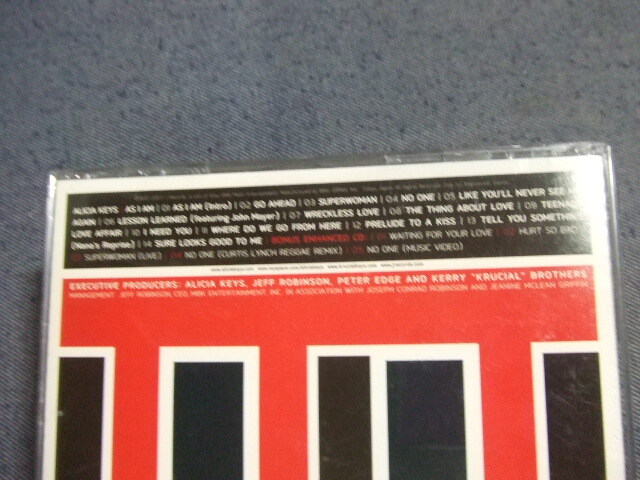 ALICIA KEYS AS I AM 01 AS I AM (Intro) | 02 GO AHEAD | 03 SUPERWOMAN | 04 NO ONE | 05 LIKE YOU'LL NEVER SEE
AGAIN | 06 LESSON LEARNED (featuring John Mayer) | 07 WRECKLESS LOVE | 08 THE THING ABOUT LOVE | 09 TEENAGE
LOVE AFFAIR | 10 I NEED YOU | 11 WHERE DO WE GO FROM HERE | 12 PRELUDE TO A KISS | 13 TELL YOU SOMETHING
(Nana's Reprise) | 14 SURE LOOKS GOOD TO ME | BONUS ENHANCED CD: | 01 WAITING FOR YOUR LOVE | 02 HURT SO BAD
03 SUPERWOMAN (LIVE) | 04 NO ONE (CURTIS LYNCH REGGAE REMIX) | 05 NO ONE (MUSIC VIDEO)
EXECUTIVE PRODUCERS: ALICIA KEYS, JEFF ROBINSON, PETER EDGE AND KERRY "KRUCIAL" BROTHERS
MANAGEMENT: JEFF ROBINSON, CEO, MBK ENTERTAINMENT, INC. IN ASSOCIATION WITH JOSEPH CONRAD ROBINSON AND JEANINE MCLEAN GRIFFIN